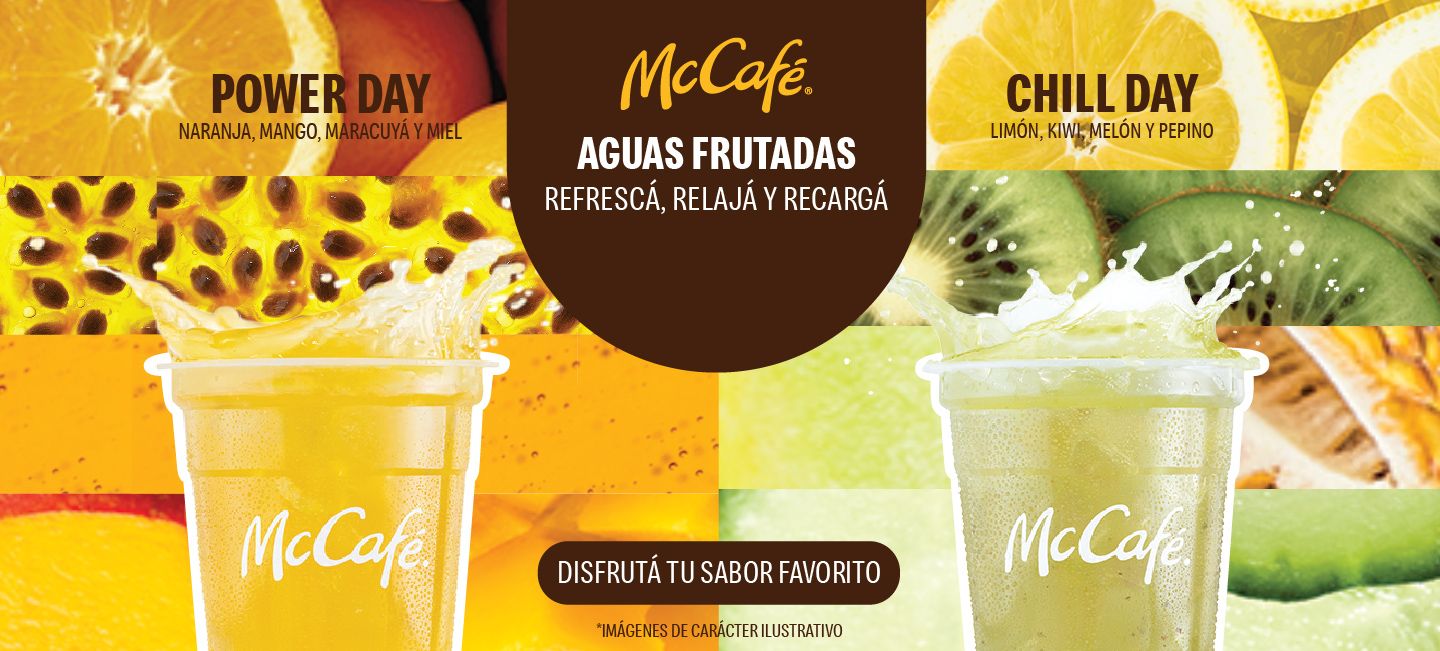 POWER DAY
NARANJA, MANGO, MARACUYÁ Y MIEL
McCafé®
AGUAS FRUTADAS
REFRESCÁ, RELAJÁ Y RECARGÁ
CHILL DAY
LIMÓN, KIWI, MELÓN Y PEPINO
McCafé®
McCafé®
DISFRUTÁ TU SABOR FAVORITO
*IMÁGENES DE CARÁCTER ILUSTRATIVO